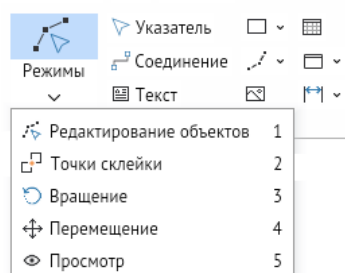 Указатель
Соединение
Режимы
Текст
Редактирование объектов 1
Точки склейки 2
Вращение 3
Перемещение 4
Просмотр 5